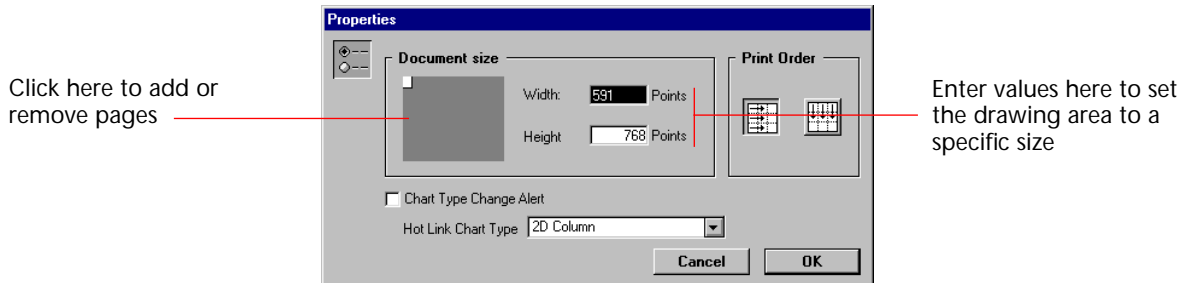 Properties
Click here to add or
remove pages
Document size
Width:
591
Points
Height
768
Points
Print Order
Enter values here to set
the drawing area to a
specific size
Chart Type Change Alert
Hot Link Chart Type
2D Column
Cancel
OK